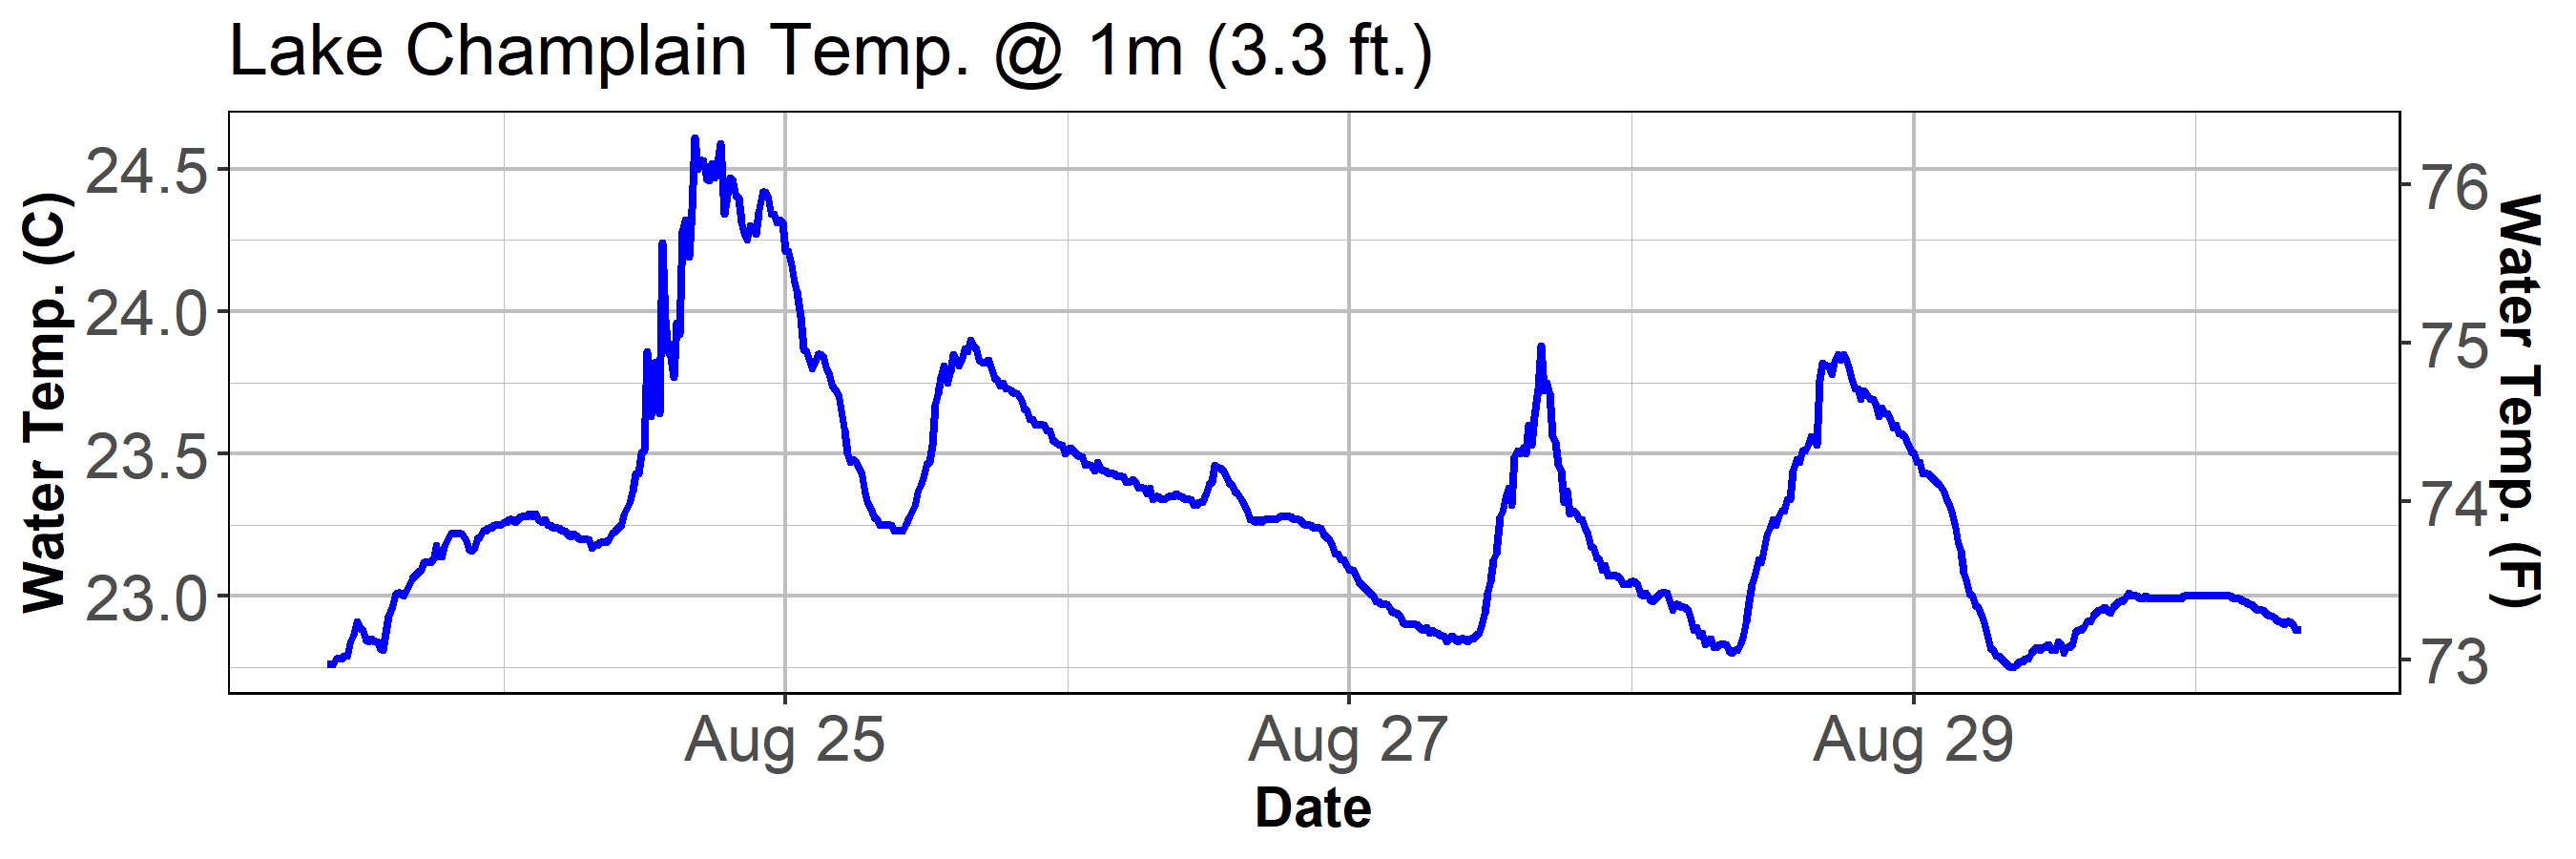 Lake Champlain Temp. @ 1m (3.3 ft.)
Water Temp. (C)
24.5
24.0
23.5
23.0
76
75
74
73
Water Temp. (F)
Aug 25 Aug 27 Aug 29
Date